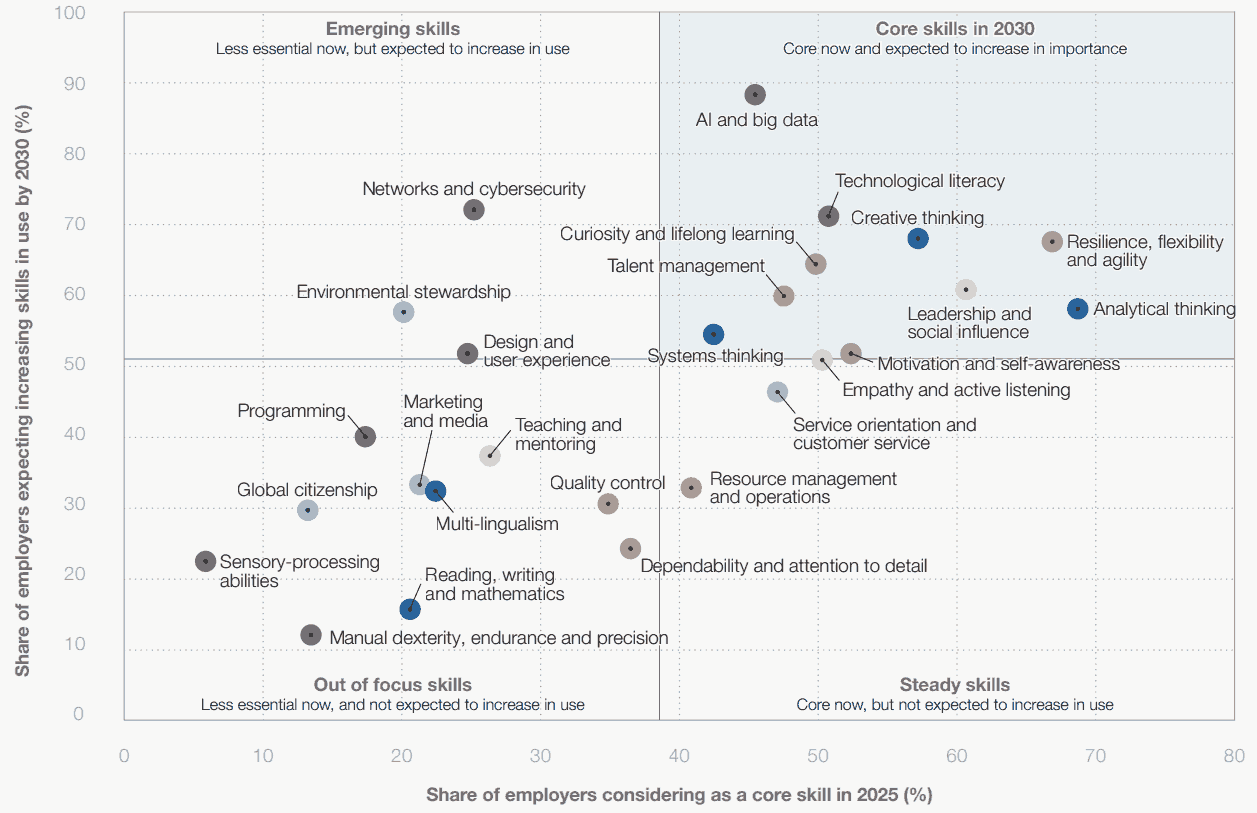 100
90
80
70
60
50
40
30
20
10
0
Share of employers expecting increasing skills in use by 2030 (%)
Emerging skills
Less essential now, but expected to increase in use
Core skills in 2030
Core now and expected to increase in importance
AI and big data
Technological literacy
Networks and cybersecurity
Creative thinking
Curiosity and lifelong learning
Resilience, flexibility
and agility
Talent management
Environmental stewardship
Leadership and
social influence
Analytical thinking
Design and
user experience
Systems thinking
Motivation and self-awareness
Empathy and active listening
Programming
Marketing
and media
Teaching and
mentoring
Service orientation and
customer service
Global citizenship
Multi-lingualism
Quality control
Resource management
and operations
Sensory-processing
abilities
Reading, writing
and mathematics
Dependability and attention to detail
Manual dexterity, endurance and precision
Out of focus skills
Less essential now, and not expected to increase in use
Steady skills
Core now, but not expected to increase in use
0 10 20 30 40 50 60 70 80
Share of employers considering as a core skill in 2025 (%)